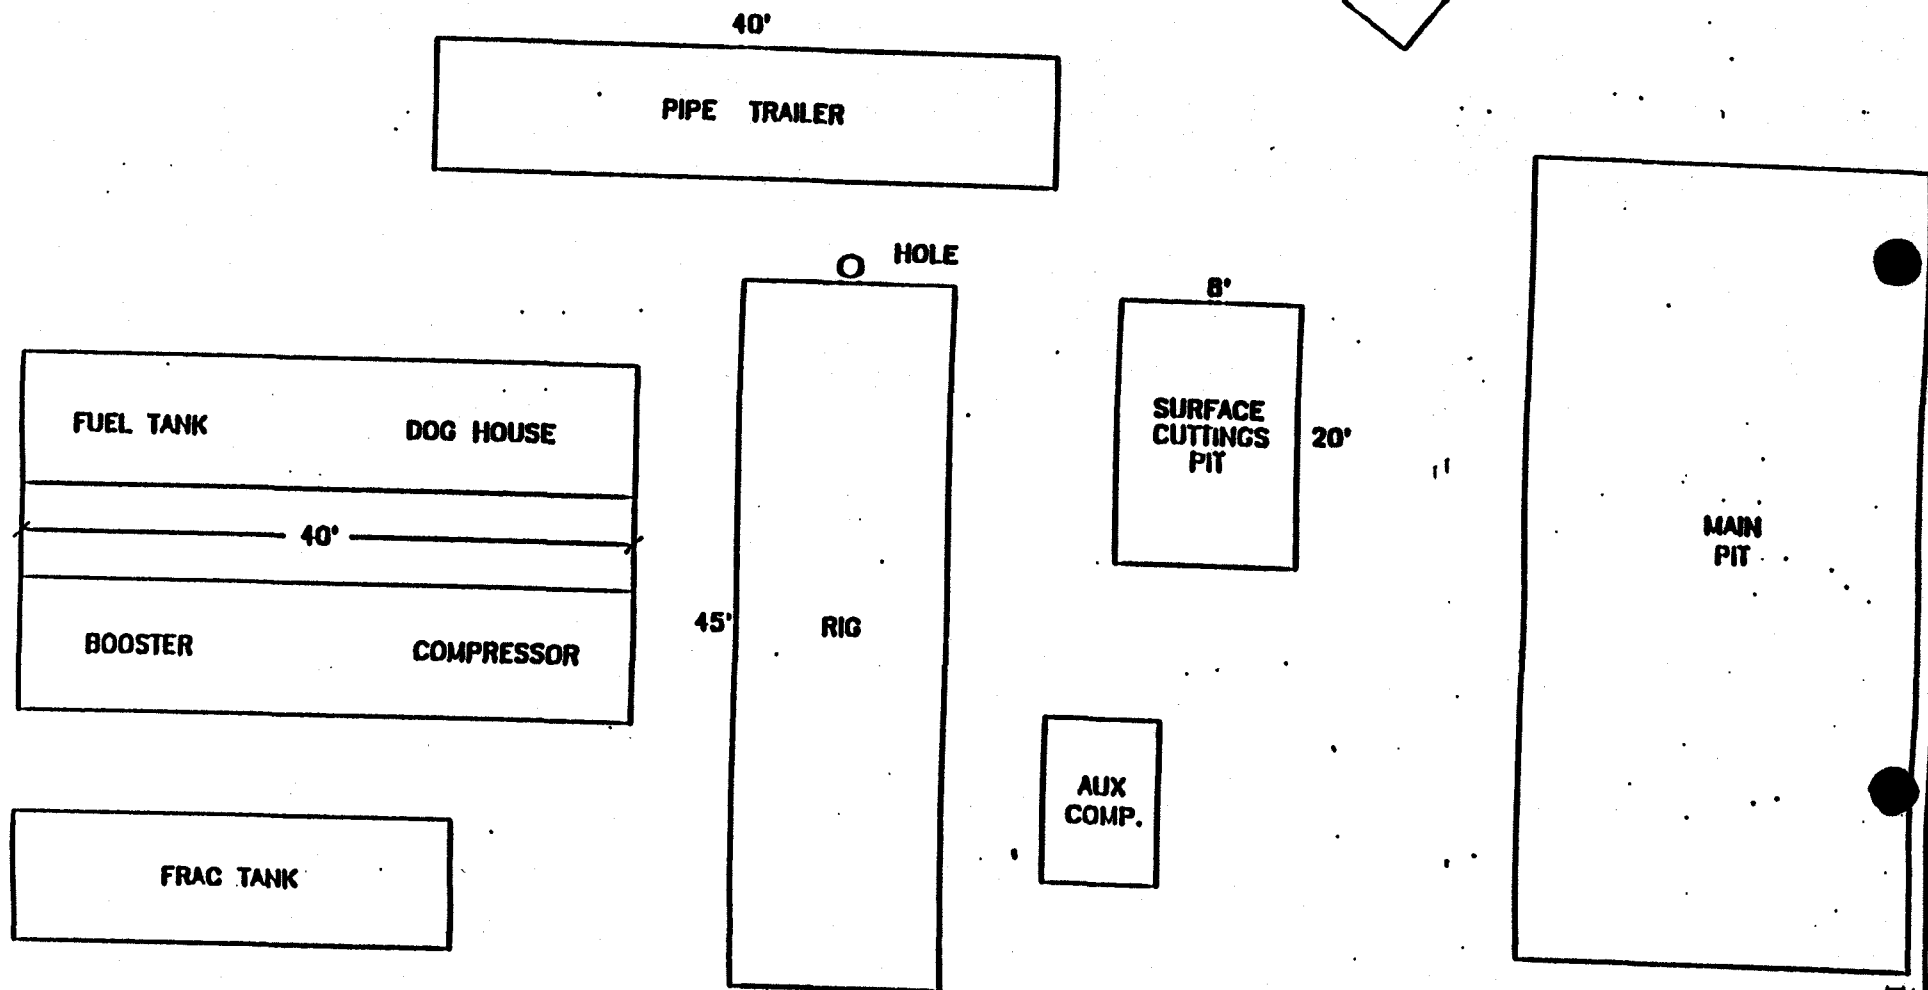 40'
PIPE TRAILER
HOLE
8'
SURFACE
CUTTINGS
PIT
20'
FUEL TANK DOG HOUSE
40'
BOOSTER COMPRESSOR
45'
RIG
MAIN
PIT
AUX
COMP.
FRAC TANK